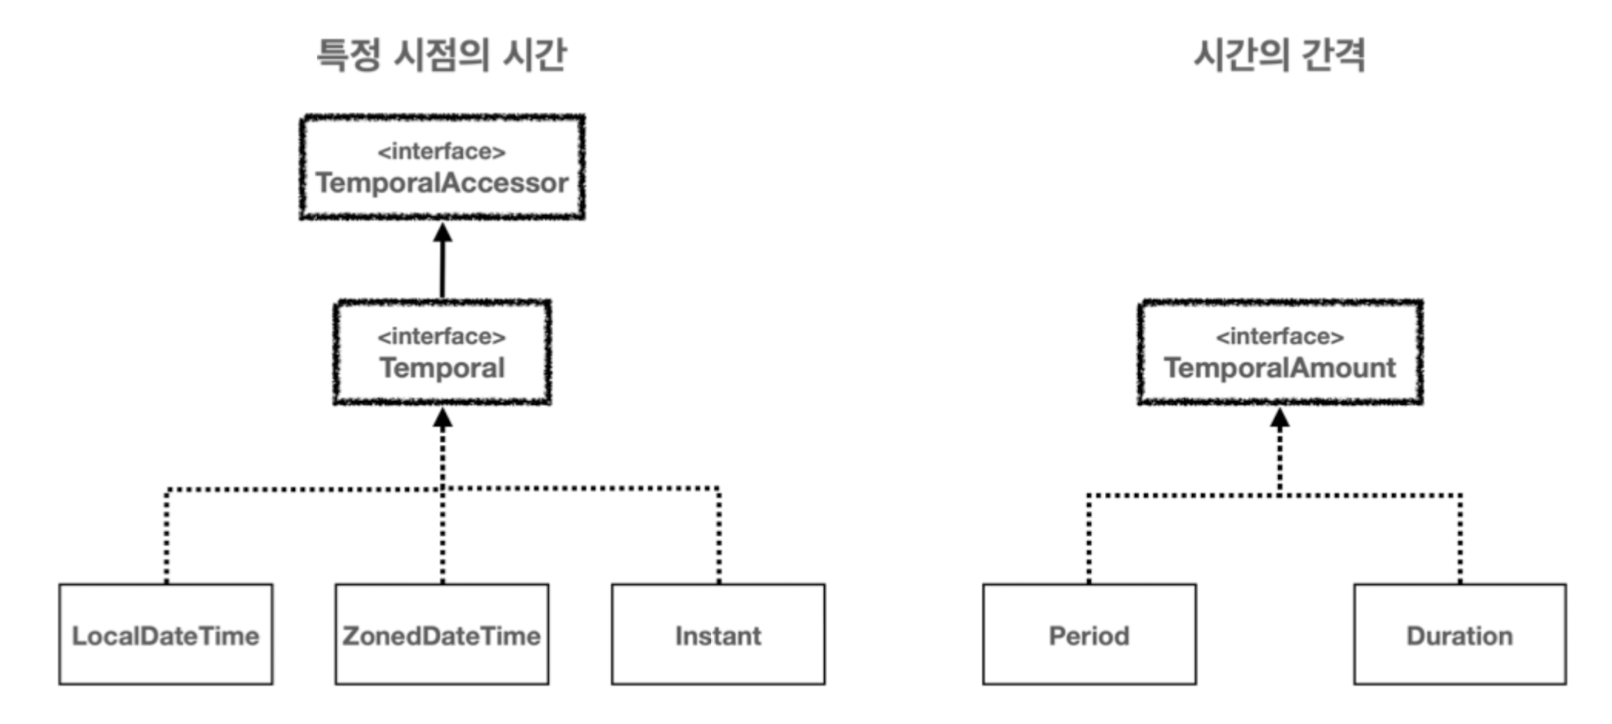 특정 시점의 시간
시간의 간격
<interface>
TemporalAccessor
<interface>
Temporal
<interface>
TemporalAmount
LocalDateTime
ZonedDateTime
Instant
Period
Duration